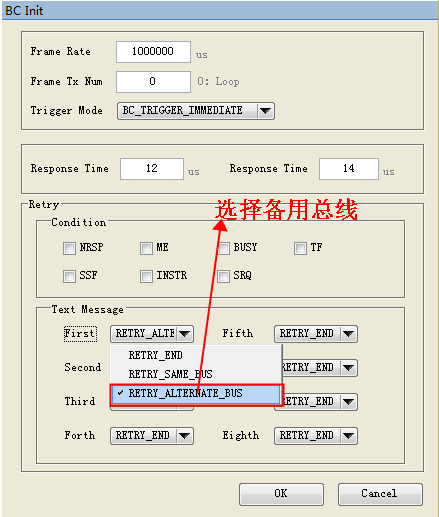 BC Init
Frame Rate 1000000 us
Frame Tx Num 0 0: Loop
Trigger Mode BC_TRIGGER_IMMEDIATE
Response Time 12 us Response Time 14 us
选择备用总线
Retry
Condition
NRSP ME BUSY TF
SSF INSTR SRQ
Text Message
First RETRY_ALTE Fifth RETRY_END
RETRY_END
Second RETRY_END
RETRY_SAME_BUS
RETRY_ALTERNATE_BUS
Third RETRY_END
Forth RETRY_END Eighth RETRY_END
OK Cancel